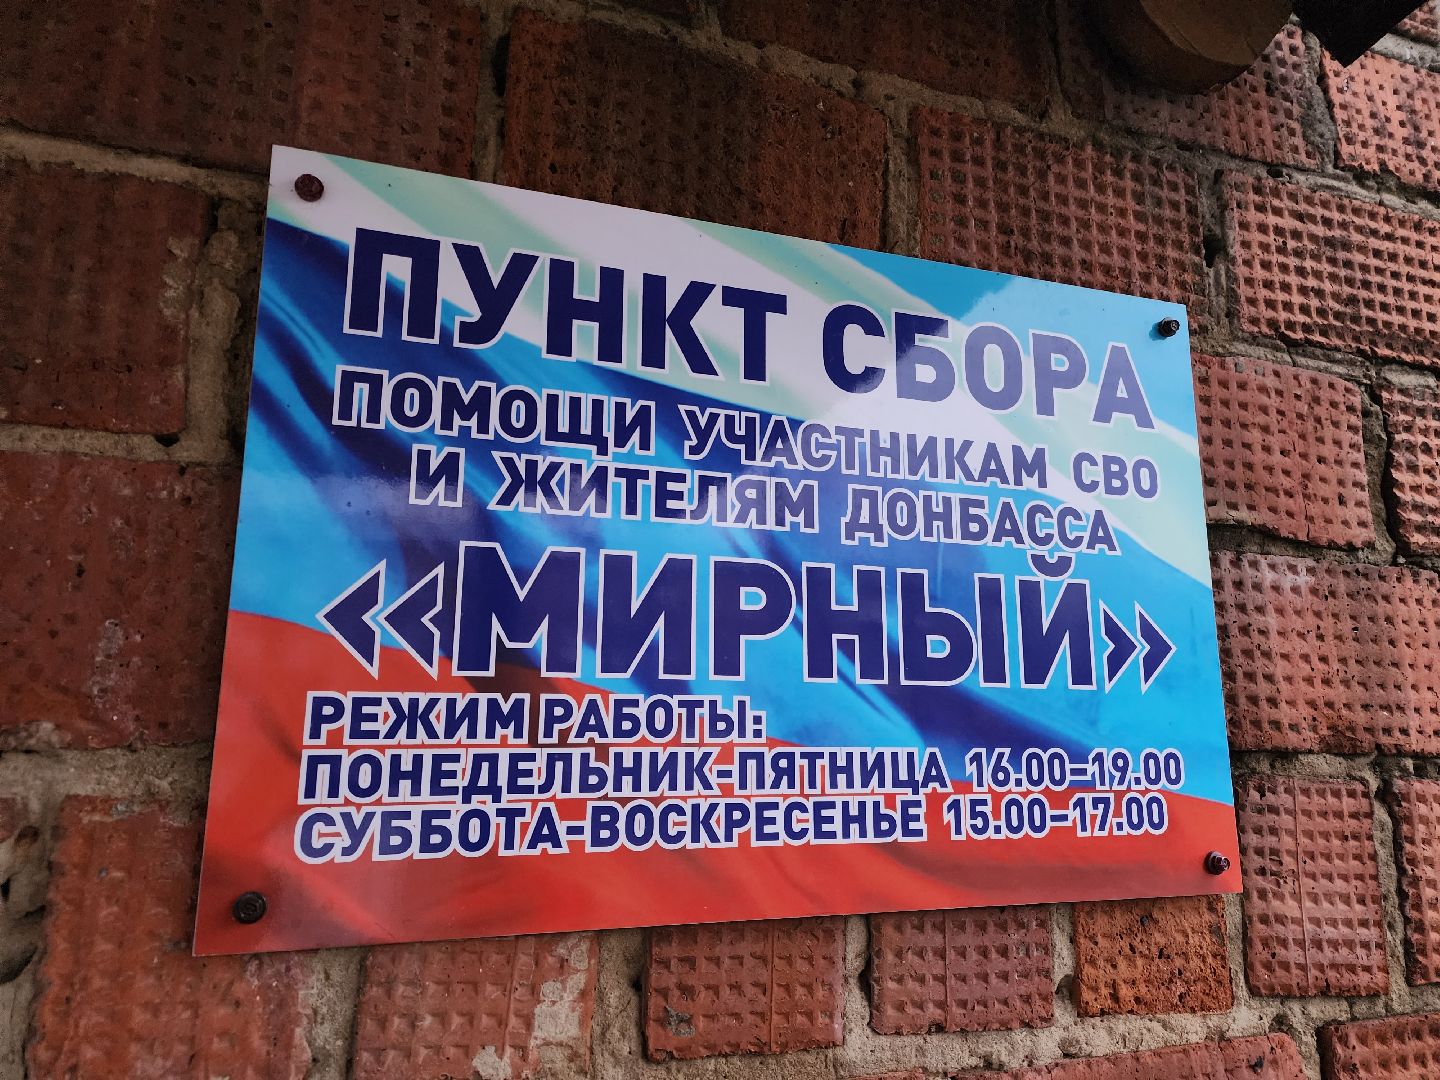 ПУНКТ СБОРА
ПОМОЩИ УЧАСТНИКАМ СВО
И ЖИТЕЛЯМ ДОНБАССА
«МИРНЫЙ»
РЕЖИМ РАБОТЫ:
ПОНЕДЕЛЬНИК-ПЯТНИЦА 16.00-19.00
СУББОТА-ВОСКРЕСЕНЬЕ 15.00-17.00